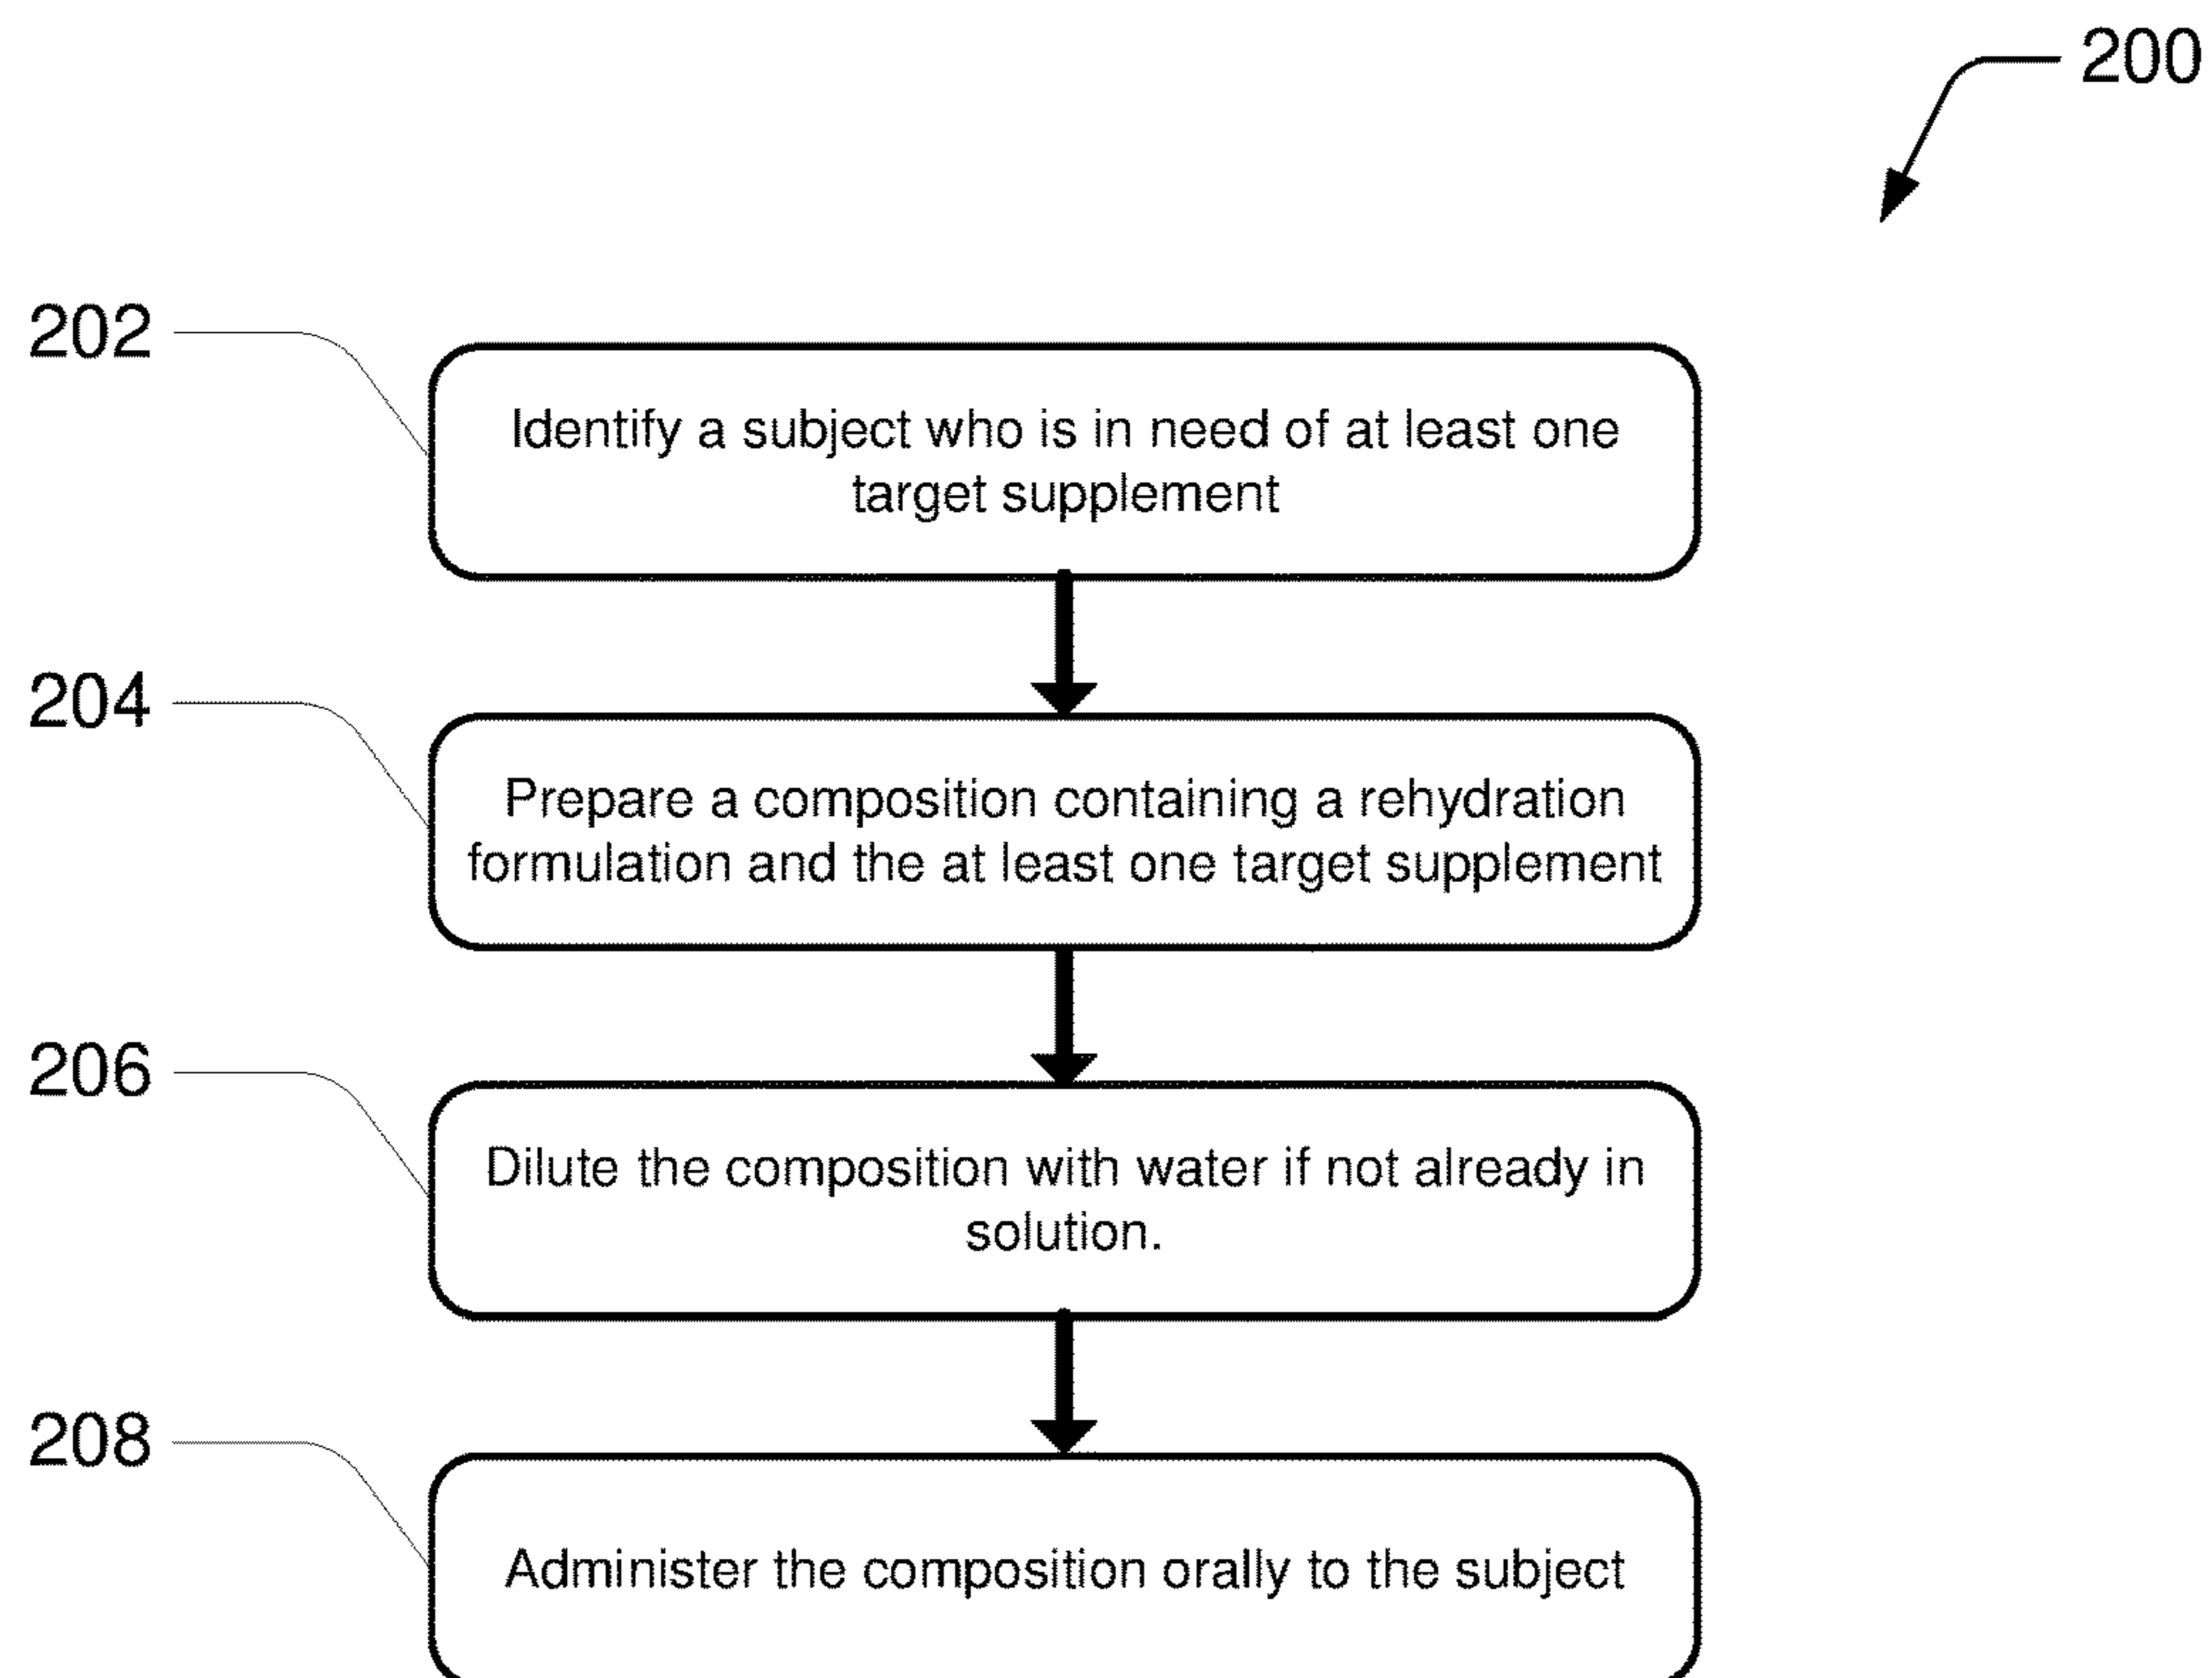 200
202
Identify a subject who is in need of at least one
target supplement
204
Prepare a composition containing a rehydration
formulation and the at least one target supplement
206
Dilute the composition with water if not already in
solution.
208
Administer the composition orally to the subject